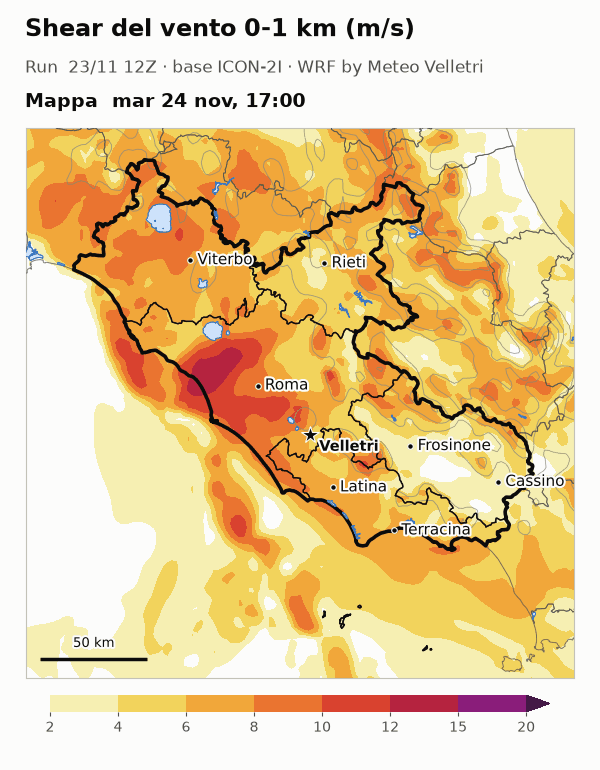 Shear del vento 0-1 km (m/s)
Run  23/11 12Z · base ICON-2I · WRF by Meteo Velletri
Mappa  mar 24 nov, 17:00
Viterbo
Rieti
Roma
Velletri
Frosinone
Cassino
Latina
Terracina
50 km
2 4 6 8 10 12 15 20